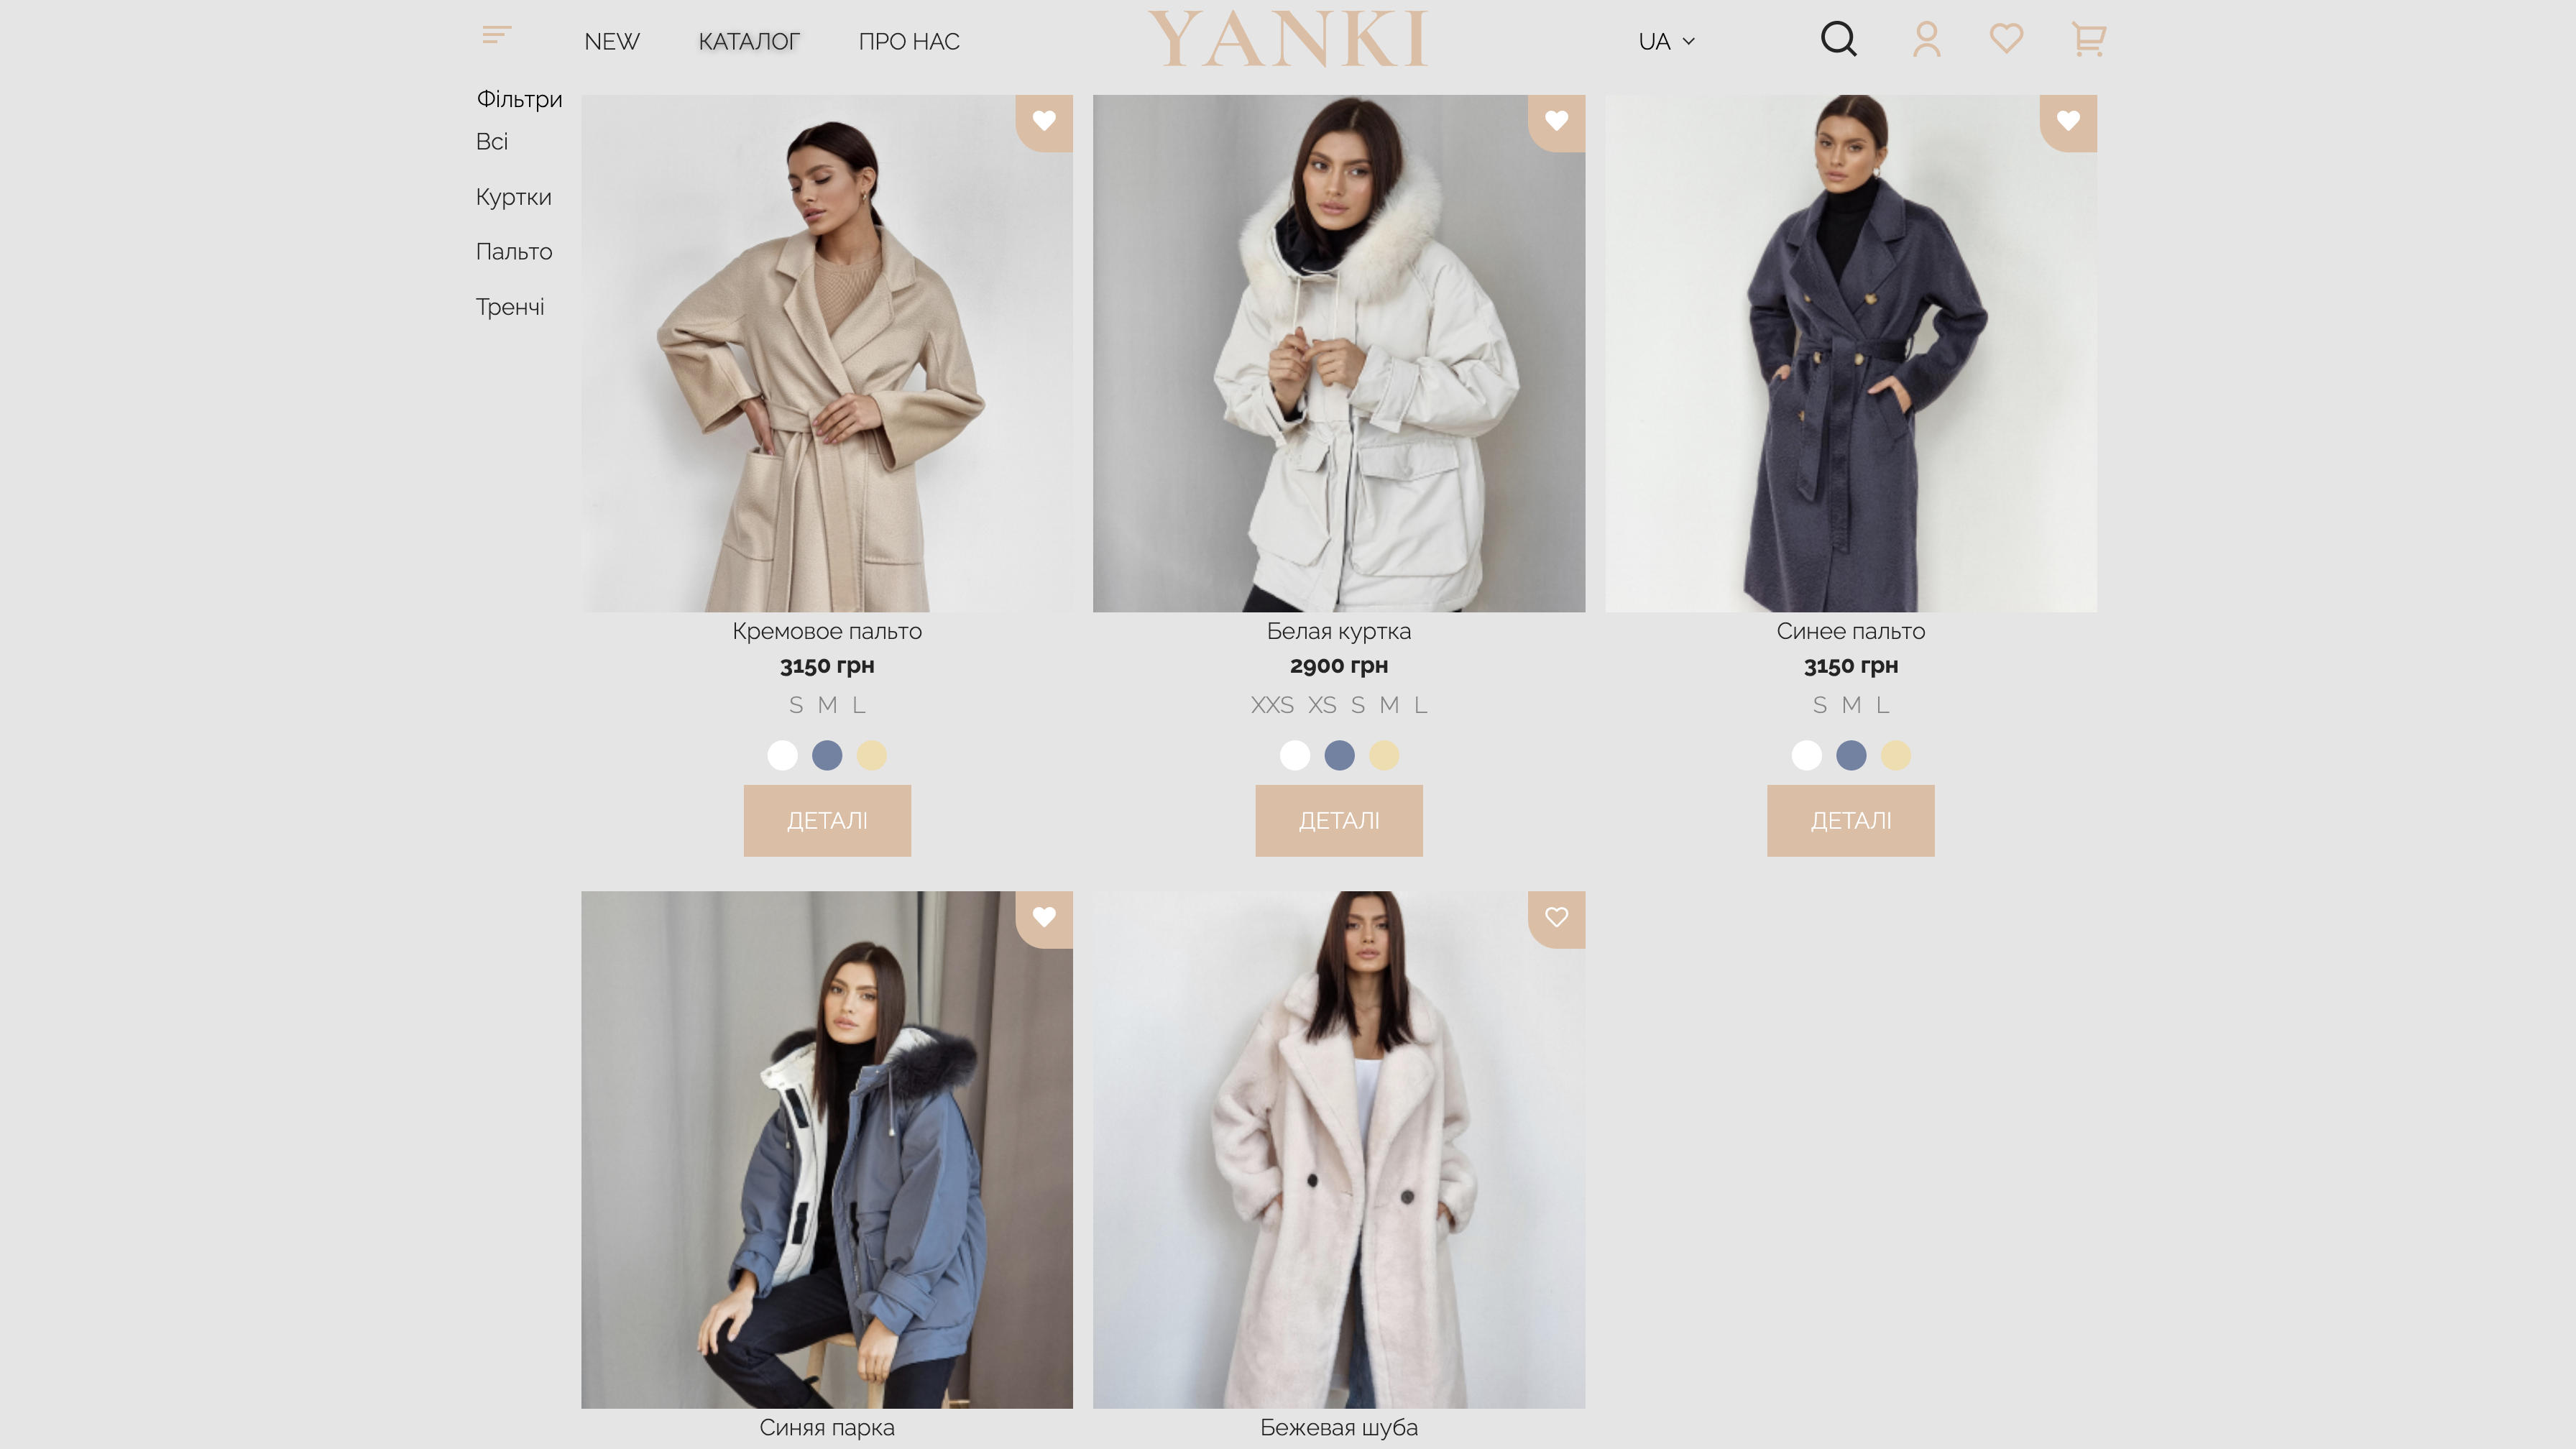 NEW КАТАЛОГ ПРО НАС YANKI UA
Фільтри
Всі
Куртки
Пальто
Тренчі
Кремовое пальто
3150 грн
S M L
ДЕТАЛІ
Белая куртка
2900 грн
XXS XS S M L
ДЕТАЛІ
Синее пальто
3150 грн
S M L
ДЕТАЛІ
Синяя парка
Бежевая шуба